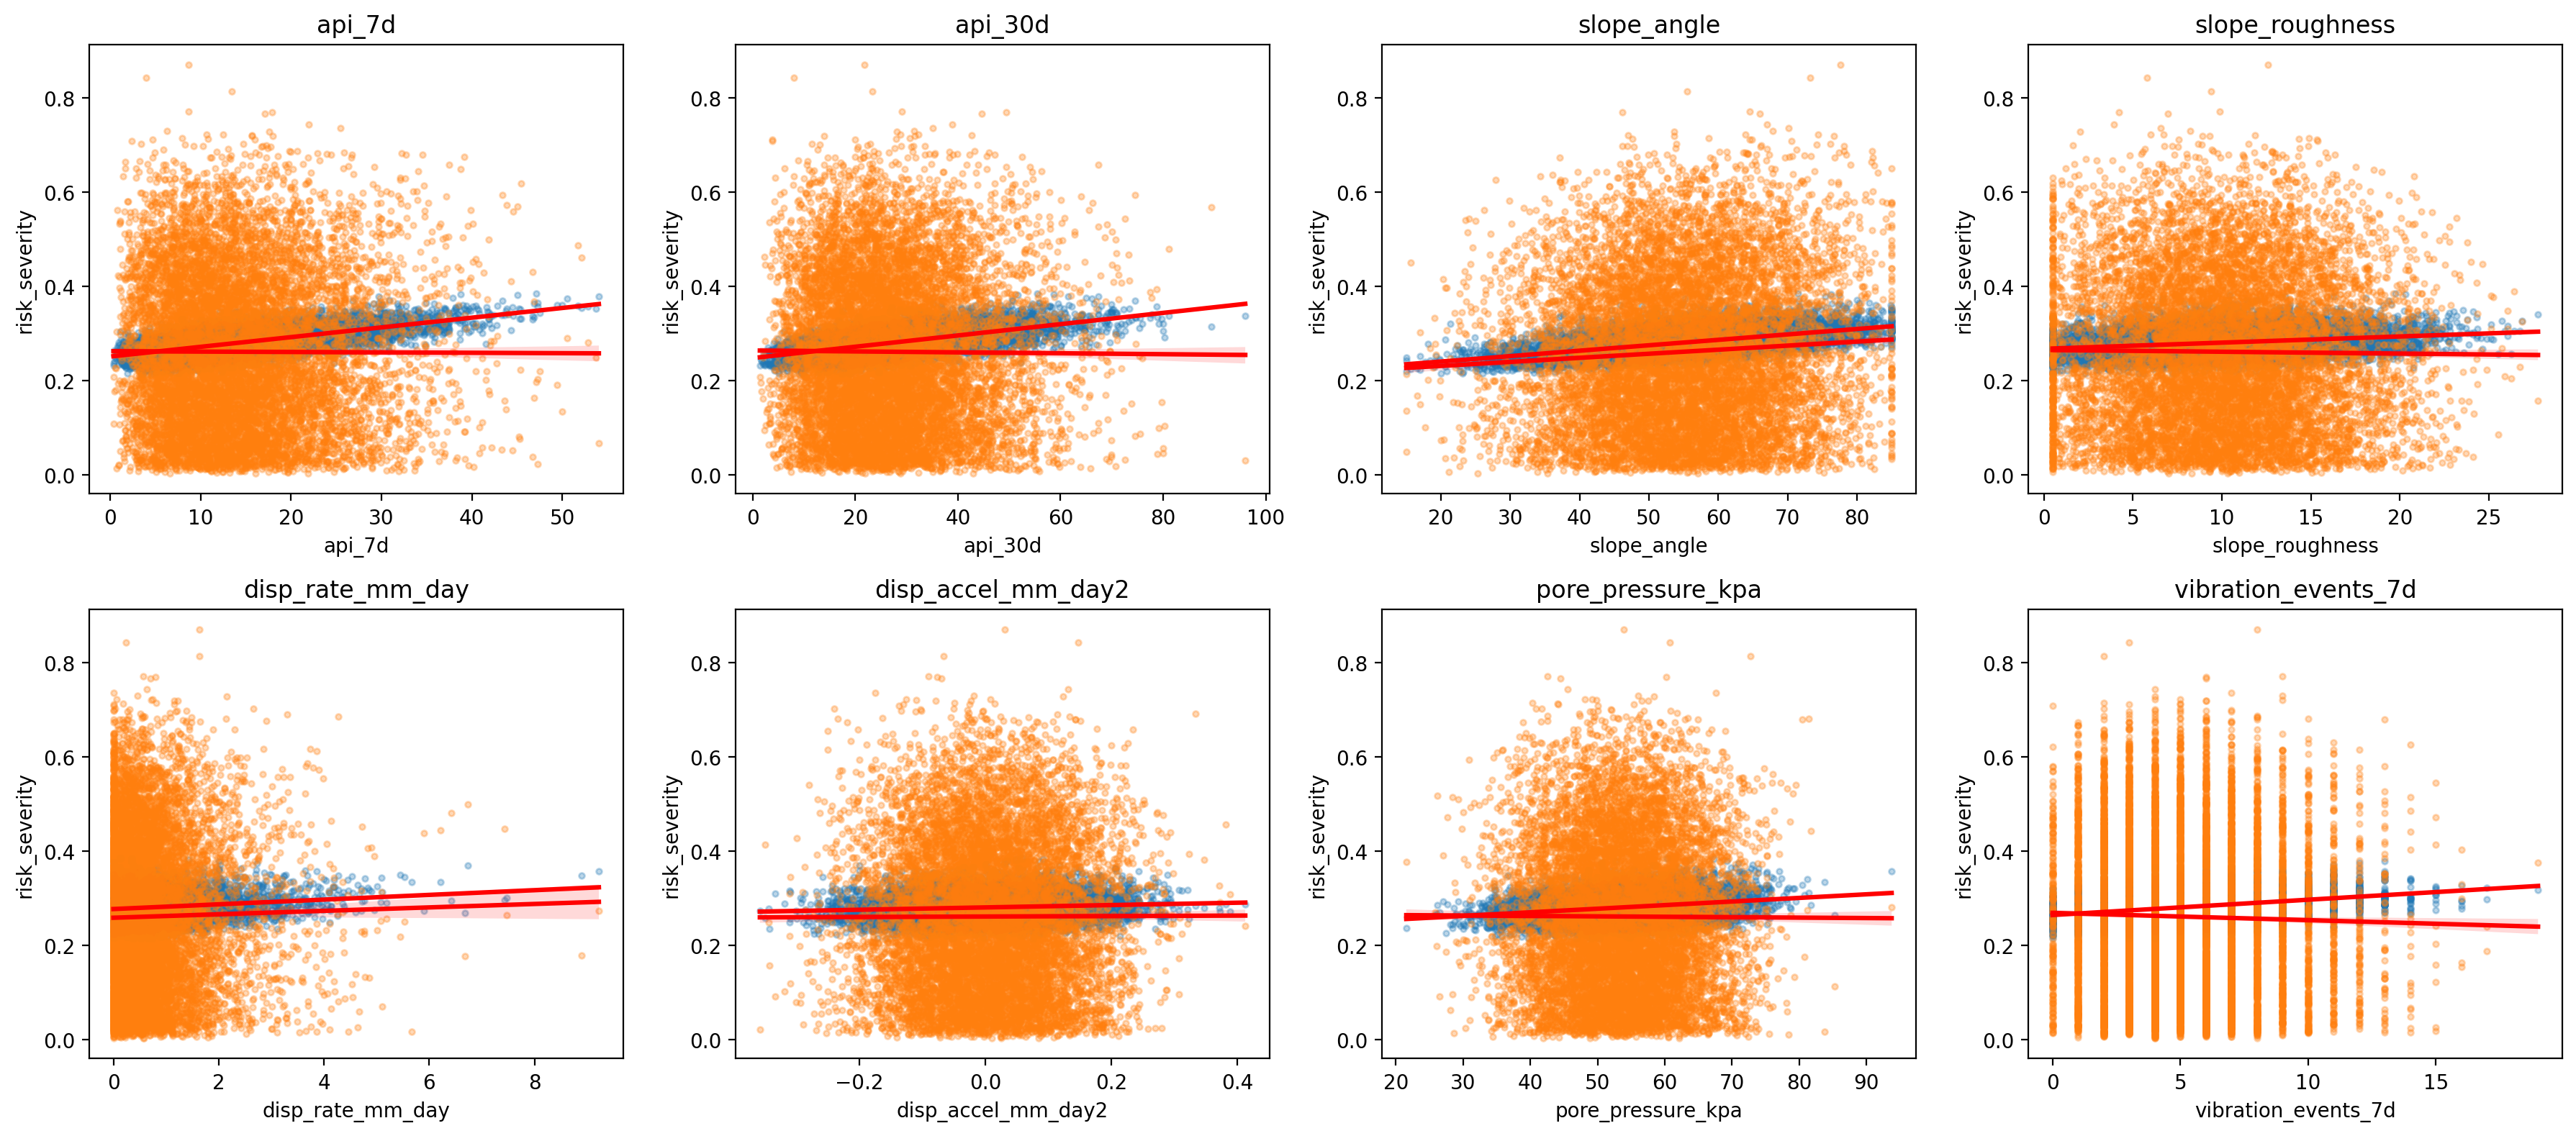 api_7d
risk_severity
0.0
0.2
0.4
0.6
0.8
0 10 20 30 40 50
api_7d
api_30d
risk_severity
0.0
0.2
0.4
0.6
0.8
0 20 40 60 80 100
api_30d
slope_angle
risk_severity
0.0
0.2
0.4
0.6
0.8
20 30 40 50 60 70 80
slope_angle
slope_roughness
risk_severity
0.0
0.2
0.4
0.6
0.8
0 5 10 15 20 25
slope_roughness
disp_rate_mm_day
risk_severity
0.0
0.2
0.4
0.6
0.8
0 2 4 6 8
disp_rate_mm_day
disp_accel_mm_day2
risk_severity
0.0
0.2
0.4
0.6
0.8
−0.2 0.0 0.2 0.4
disp_accel_mm_day2
pore_pressure_kpa
risk_severity
0.0
0.2
0.4
0.6
0.8
20 30 40 50 60 70 80 90
pore_pressure_kpa
vibration_events_7d
risk_severity
0.0
0.2
0.4
0.6
0.8
0 5 10 15
vibration_events_7d